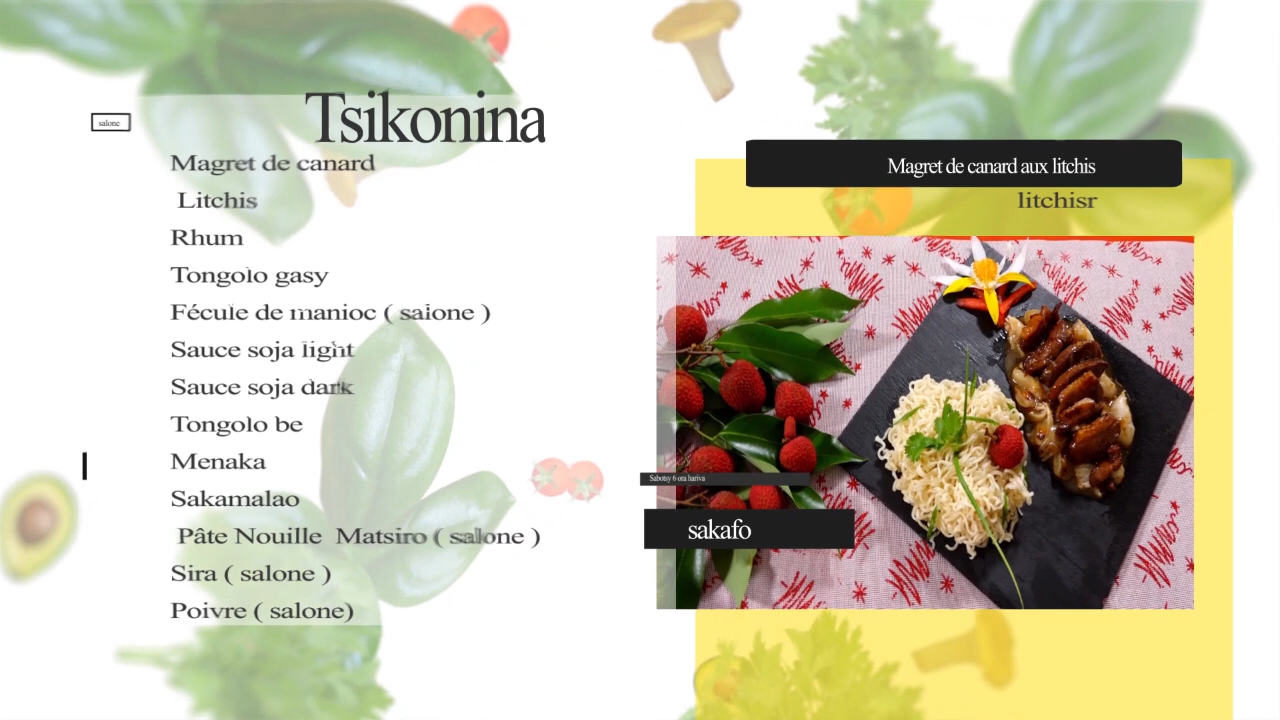 salone
Tsikonina
Magret de canard
Litchis
Rhum
Tongolo gasy
Fécule de manioc ( salone )
Sauce soja light
Sauce soja dark
Tongolo be
Menaka
Sakamalao
Pâte Nouille Matsiro ( salone )
Sira ( salone )
Poivre ( salone)
Magret de canard aux litchis
litchisr
Sabotsy 6 ora hariva
sakafo